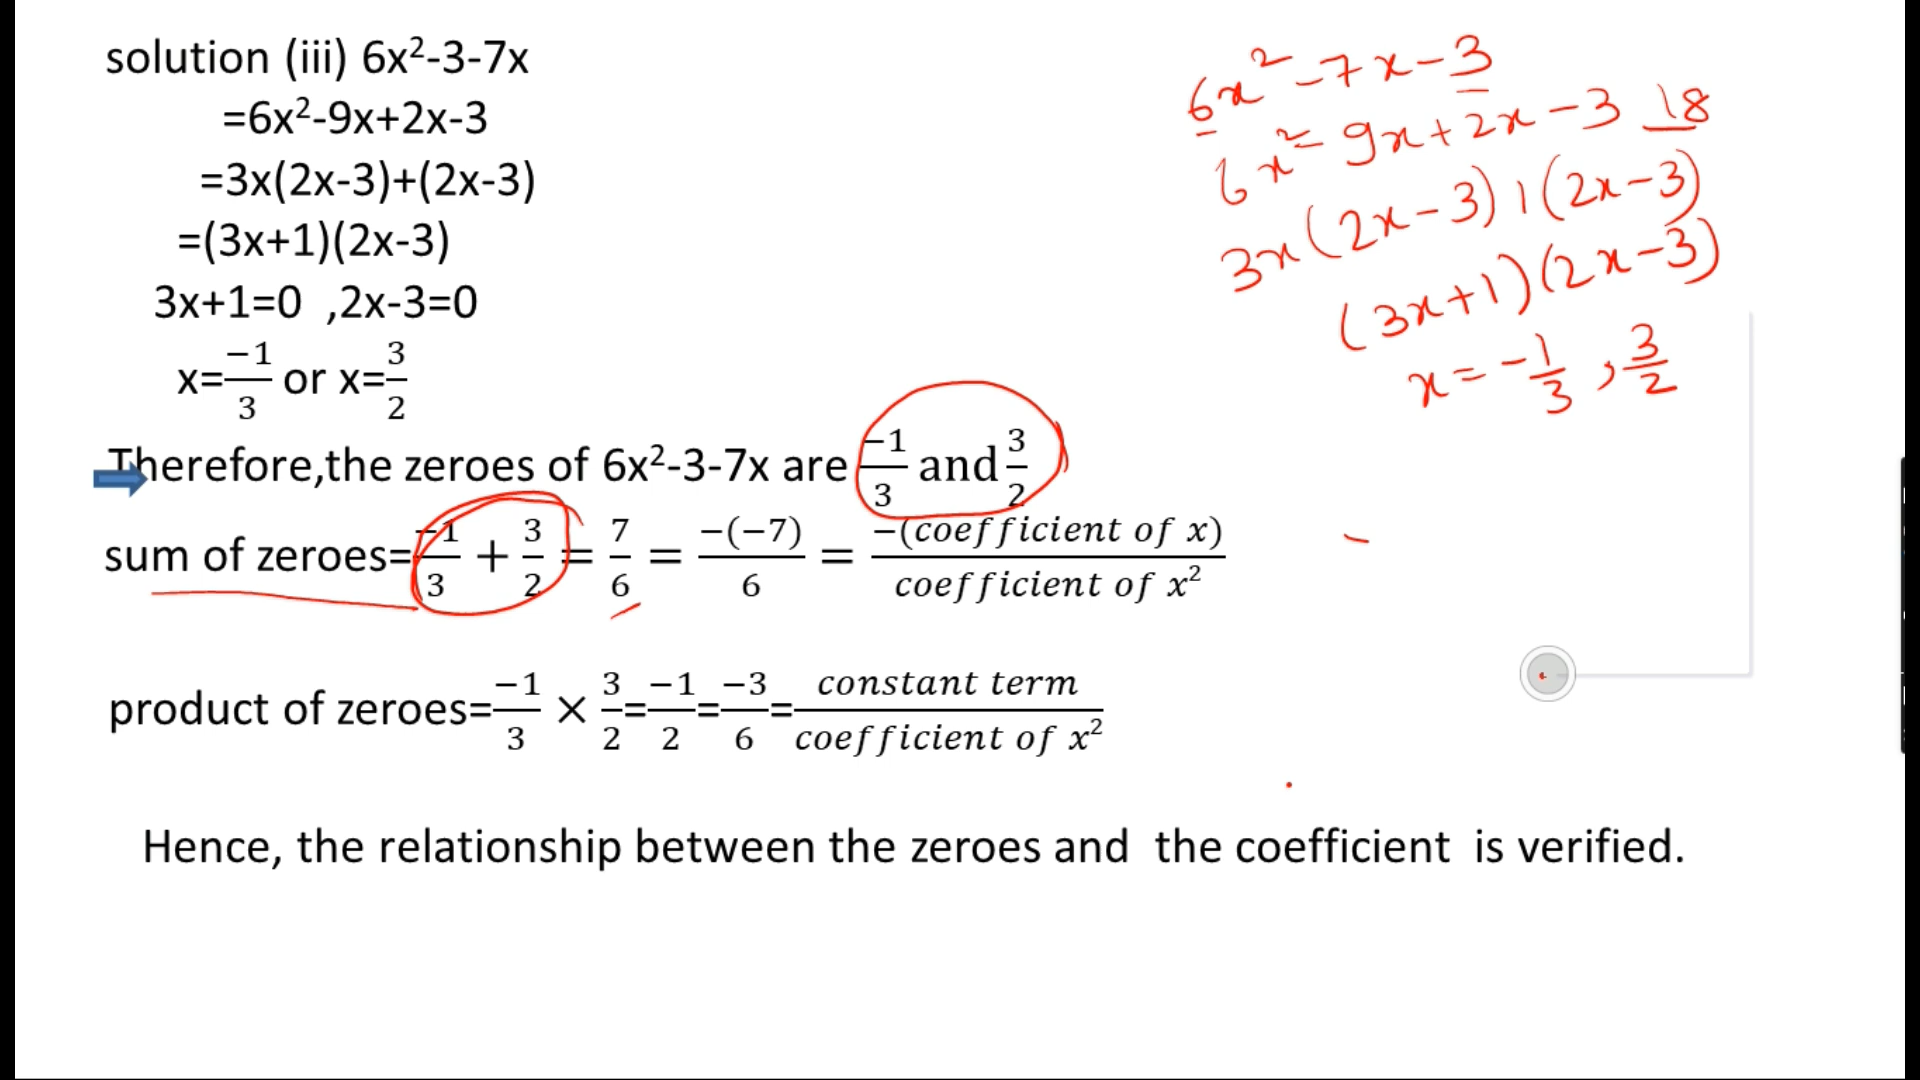 solution (iii) 6x²-3-7x
=6x²-9x+2x-3
=3x(2x-3)+(2x-3)
=(3x+1)(2x-3)
3x+1=0 ,2x-3=0
x=−1/3 or x=3/2
Therefore,the zeroes of 6x²-3-7x are −1/3 and 3/2
sum of zeroes=−1/3 + 3/2 = 7/6 = −(−7)/6 = −(coefficient of x)/coefficient of x²
product of zeroes=−1/3 × 3/2=−1/2=−3/6=constant term/coefficient of x²
Hence, the relationship between the zeroes and the coefficient is verified.
6x²-7x-3
6x²-9x+2x-3 18
3x(2x-3) 1(2x-3)
(3x+1)(2x-3)
x=-1/3, 3/2